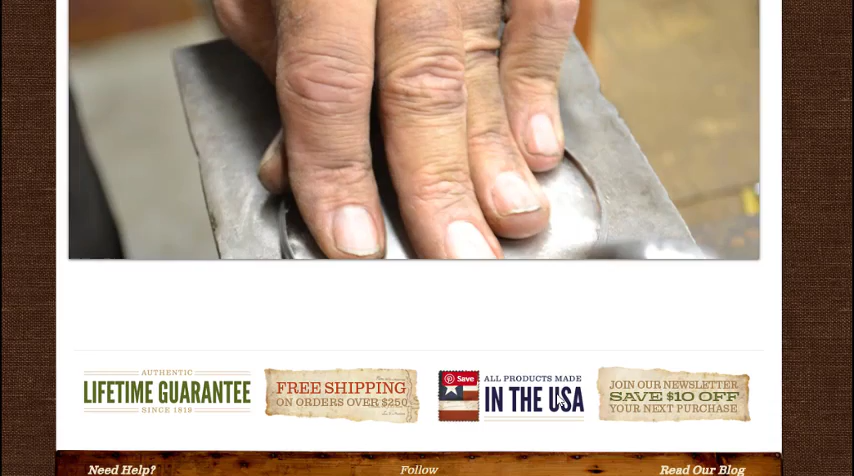 AUTHENTIC
LIFETIME GUARANTEE
SINCE 1819
FREE SHIPPING
ON ORDERS OVER $250
Save
ALL PRODUCTS MADE
IN THE USA
JOIN OUR NEWSLETTER
SAVE $10 OFF
YOUR NEXT PURCHASE
Need Help?
Follow
Read Our Blog